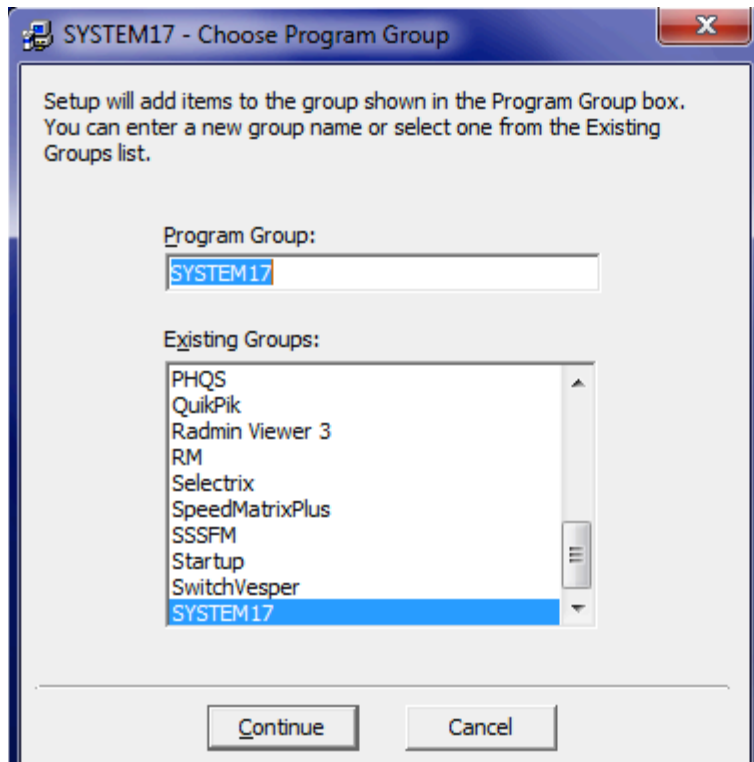 SYSTEM17 - Choose Program Group
Setup will add items to the group shown in the Program Group box.
You can enter a new group name or select one from the Existing
Groups list.
Program Group:
SYSTEM17
Existing Groups:
PHQS
QuikPik
Radmin Viewer 3
RM
Selectrix
SpeedMatrixPlus
SSSFM
Startup
SwitchVesper
SYSTEM17
Continue Cancel